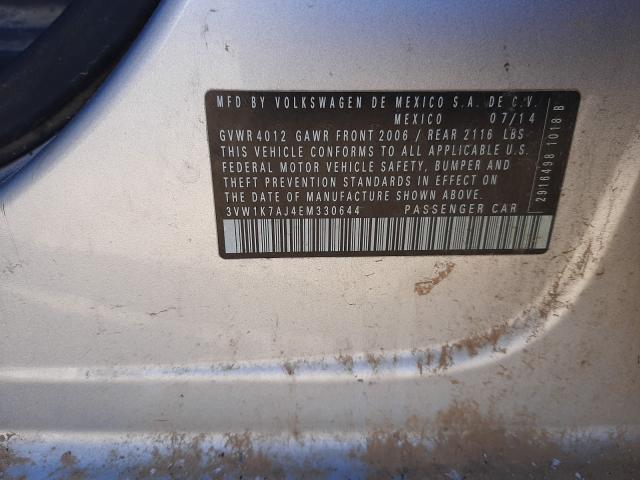 MFD BY VOLKSWAGEN DE MEXICO S.A. DE C.V.
MEXICO 07/14
GVWR 4012 GAWR FRONT 2006 / REAR 2116 LBS
THIS VEHICLE CONFORMS TO ALL APPLICABLE U.S.
FEDERAL MOTOR VEHICLE SAFETY, BUMPER AND
THEFT PREVENTION STANDARDS IN EFFECT ON
THE DATE OF MANUFACTURE SHOWN ABOVE.
3VW1K7AJ4EM330644 PASSENGER CAR
2916498 1018 B